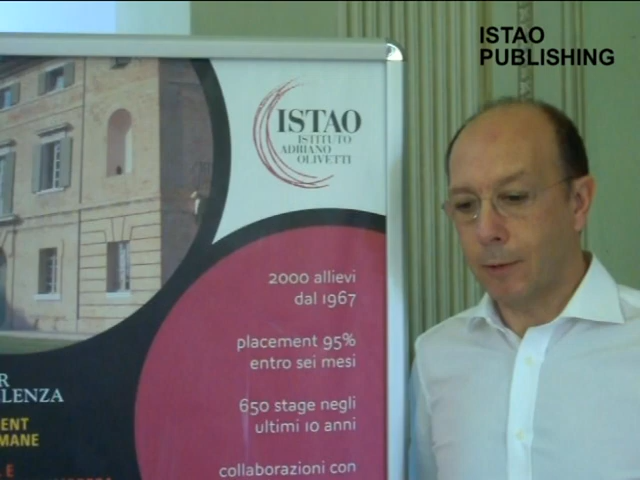 ISTAO
PUBLISHING
ISTAO
ISTITUTO
ADRIANO
OLIVETTI
2000 allievi
dal 1967
placement 95%
entro sei mesi
650 stage negli
ultimi 10 anni
collaborazioni con
R
LENZA
ENT
MANE
E